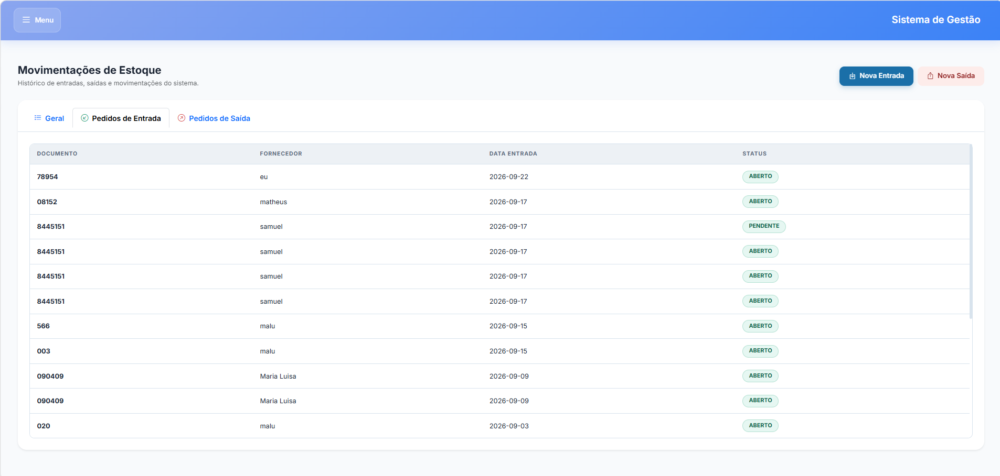 Menu
Sistema de Gestão
Movimentações de Estoque
Histórico de entradas, saídas e movimentações do sistema.
Nova Entrada
Nova Saída
Geral
Pedidos de Entrada
Pedidos de Saída
DOCUMENTO FORNECEDOR DATA ENTRADA STATUS
78954 eu 2026-09-22 ABERTO
08152 matheus 2026-09-17 ABERTO
8445151 samuel 2026-09-17 PENDENTE
8445151 samuel 2026-09-17 ABERTO
8445151 samuel 2026-09-17 ABERTO
8445151 samuel 2026-09-17 ABERTO
566 malu 2026-09-15 ABERTO
003 malu 2026-09-15 ABERTO
090409 Maria Luisa 2026-09-09 ABERTO
090409 Maria Luisa 2026-09-09 ABERTO
020 malu 2026-09-03 ABERTO